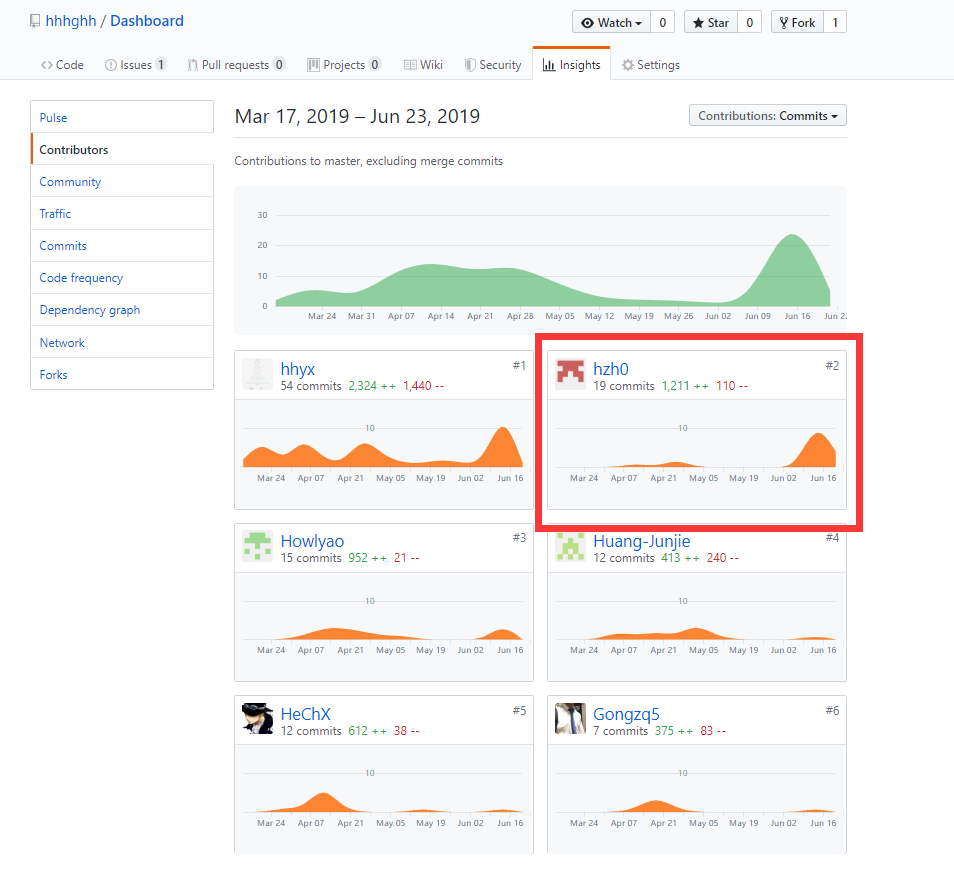 hhhghh / Dashboard
Watch 0 Star 0 Fork 1
Code Issues 1 Pull requests 0 Projects 0 Wiki Security Insights Settings
Pulse
Contributors
Community
Traffic
Commits
Code frequency
Dependency graph
Network
Forks
Mar 17, 2019 – Jun 23, 2019
Contributions: Commits
Contributions to master, excluding merge commits
30
20
10
0
Mar 24 Mar 31 Apr 07 Apr 14 Apr 21 Apr 28 May 05 May 12 May 19 May 26 Jun 02 Jun 09 Jun 16 Jun 23
hhyx #1
54 commits 2,324 ++ 1,440 --
10
Mar 24 Apr 07 Apr 21 May 05 May 19 Jun 02 Jun 16
hzh0 #2
19 commits 1,211 ++ 110 --
10
Mar 24 Apr 07 Apr 21 May 05 May 19 Jun 02 Jun 16
Howlyao #3
15 commits 952 ++ 21 --
10
Mar 24 Apr 07 Apr 21 May 05 May 19 Jun 02 Jun 16
Huang-Junjie #4
12 commits 413 ++ 240 --
10
Mar 24 Apr 07 Apr 21 May 05 May 19 Jun 02 Jun 16
HeChX #5
12 commits 612 ++ 38 --
10
Mar 24 Apr 07 Apr 21 May 05 May 19 Jun 02 Jun 16
Gongzq5 #6
7 commits 375 ++ 83 --
10
Mar 24 Apr 07 Apr 21 May 05 May 19 Jun 02 Jun 16